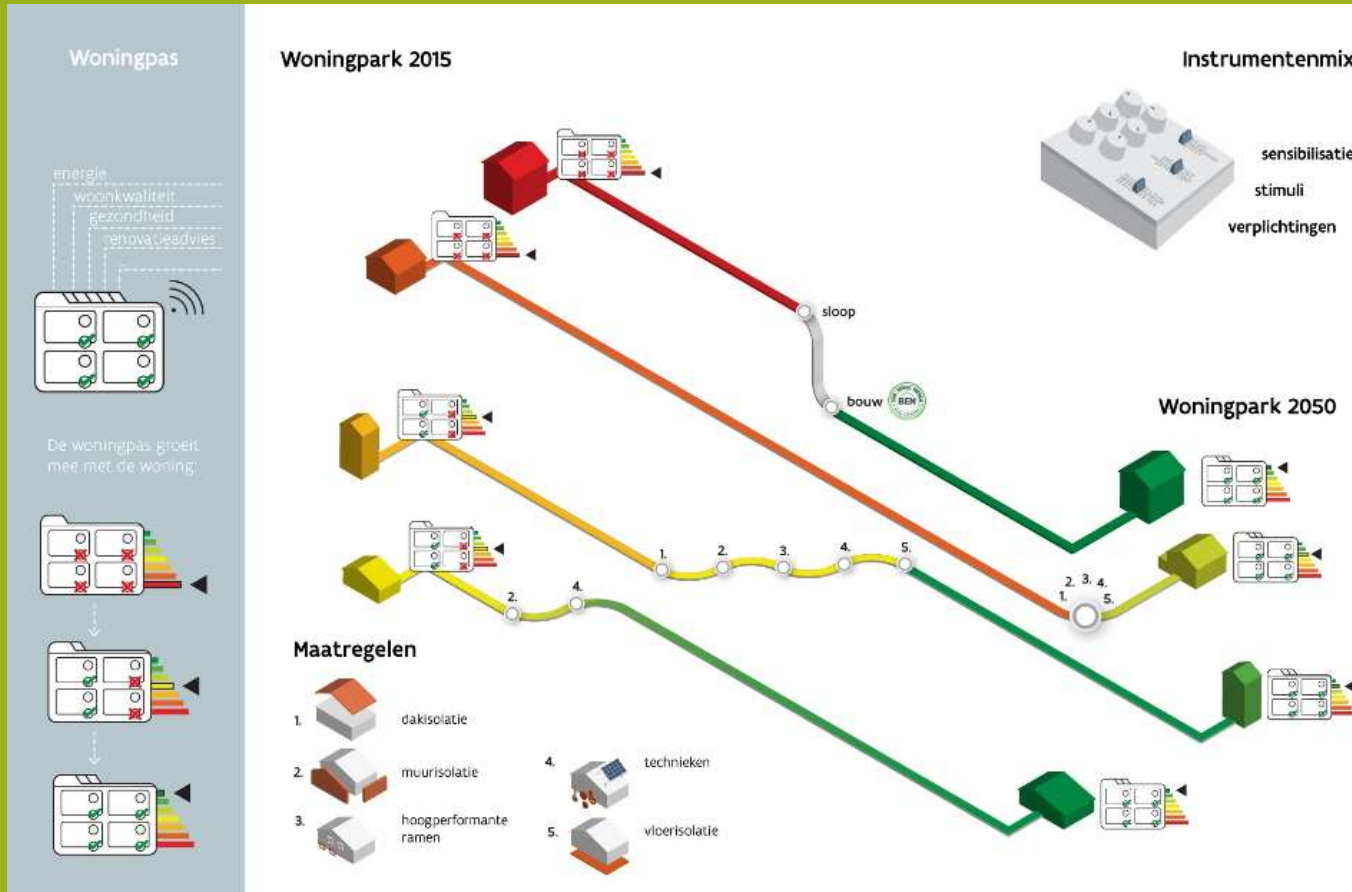 Woningpas
energie
woonkwaliteit
gezondheid
renovatieadvies
...
De woningpas groeit
mee met de woning:
Woningpark 2015
Instrumentenmix
sensibilisatie
stimuli
verplichtingen
sloop
bouw
BEN
Woningpark 2050
1.
2.
3.
4.
5.
2. 3. 4.
1. 5.
2.
4.
Maatregelen
1. dakisolatie
2. muurisolatie
3. hoogperformante
ramen
4. technieken
5. vloerisolatie